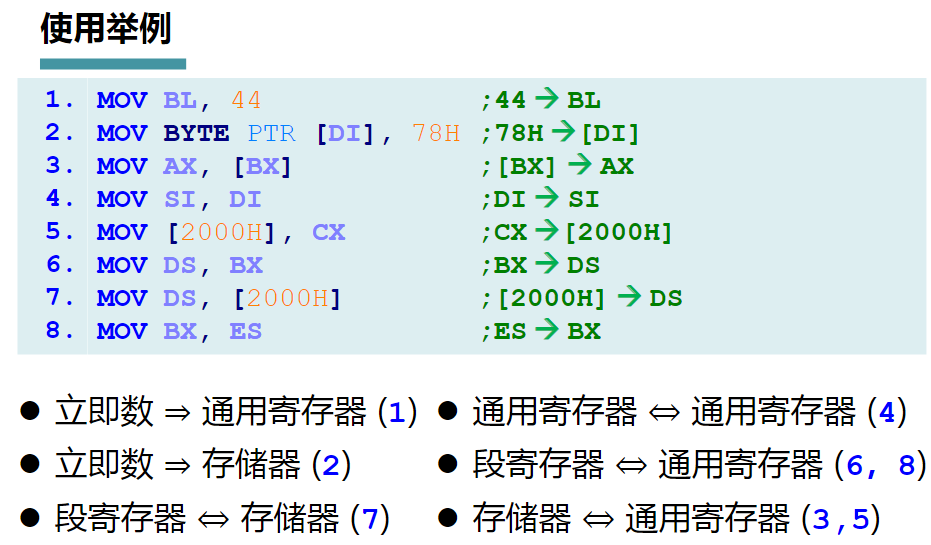 使用举例
1. MOV BL, 44 ;44 → BL
2. MOV BYTE PTR [DI], 78H ;78H → [DI]
3. MOV AX, [BX] ;[BX] → AX
4. MOV SI, DI ;DI → SI
5. MOV [2000H], CX ;CX → [2000H]
6. MOV DS, BX ;BX → DS
7. MOV DS, [2000H] ;[2000H] → DS
8. MOV BX, ES ;ES → BX
● 立即数 ⇒ 通用寄存器 (1) ● 通用寄存器 ⇔ 通用寄存器 (4)
● 立即数 ⇒ 存储器 (2) ● 段寄存器 ⇔ 通用寄存器 (6, 8)
● 段寄存器 ⇔ 存储器 (7) ● 存储器 ⇔ 通用寄存器 (3,5)